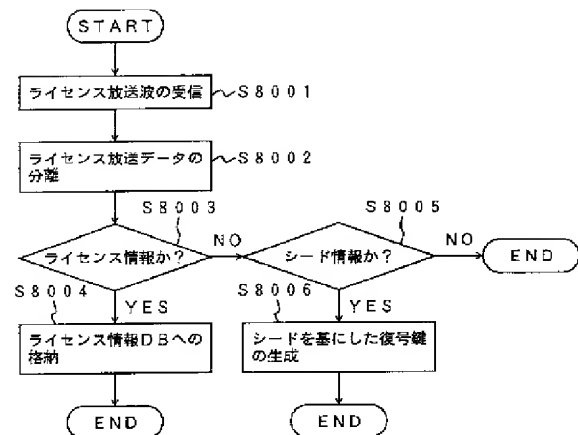 START
ライセンス放送波の受信
S8001
ライセンス放送データの
分離
S8002
S8003
ライセンス情報か?
NO
S8005
シード情報か?
NO
END
S8004
YES
ライセンス情報DBへの
格納
END
S8006
YES
シードを基にした復号鍵
の生成
END